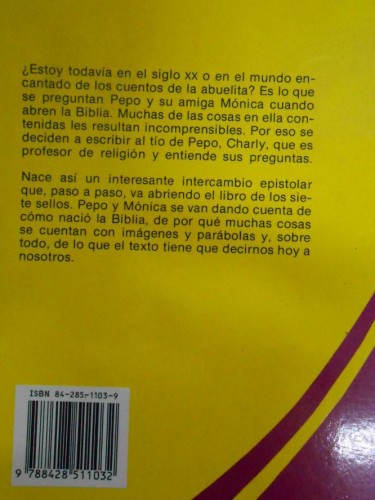 ¿Estoy todavía en el siglo XX o en el mundo en-
cantado de los cuentos de la abuelita? Es lo que
se preguntan Pepo y su amiga Mónica cuando
abren la Biblia. Muchas de las cosas en ella con-
tenidas les resultan incomprensibles. Por eso se
deciden a escribir al tío de Pepo, Charly, que es
profesor de religión y entiende sus preguntas.
Nace así un interesante intercambio epistolar
que, paso a paso, va abriendo el libro de los sie-
te sellos. Pepo y Mónica se van dando cuenta de
cómo nació la Biblia, de por qué muchas cosas
se cuentan con imágenes y parábolas y, sobre
todo, de lo que el texto tiene que decirnos hoy a
nosotros.
ISBN 84-285-1103-9
9 788428 511032